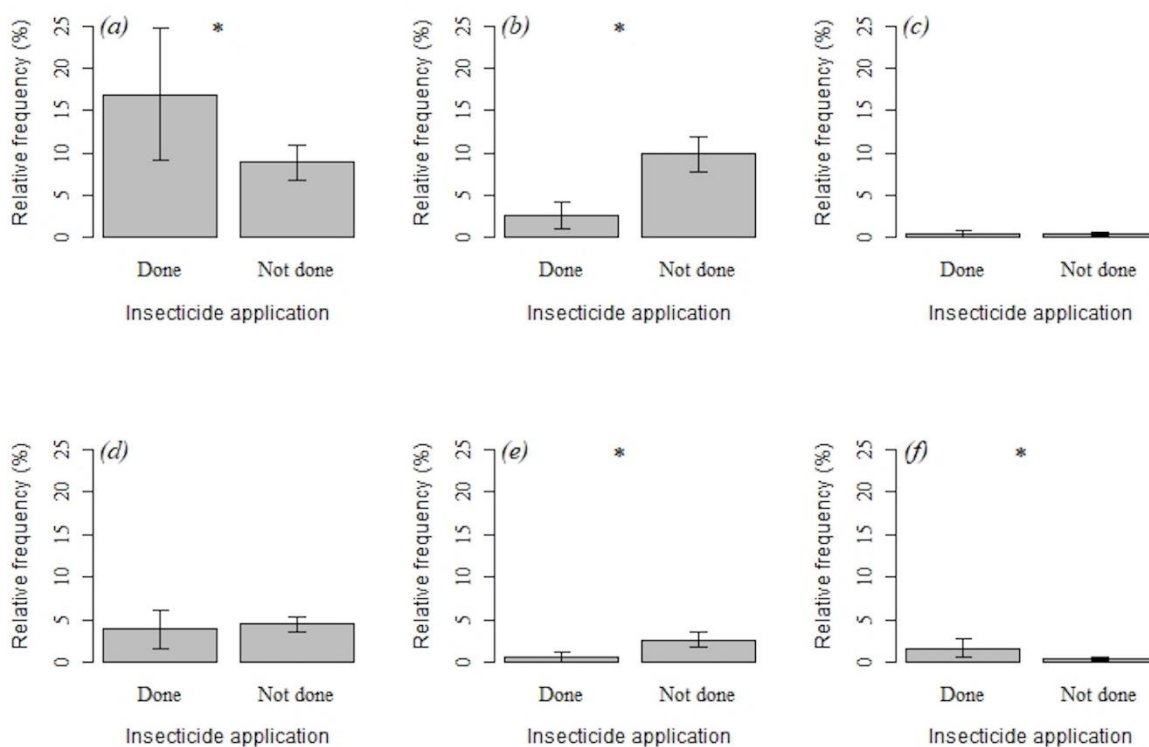 (a) * (b) * (c)
Relative frequency (%) Relative frequency (%) Relative frequency (%)
25 25 25
20 20 20
15 15 15
10 10 10
5 5 5
0 0 0
Done Not done Done Not done Done Not done
Insecticide application Insecticide application Insecticide application
(d) (e) * (f) *
Relative frequency (%) Relative frequency (%) Relative frequency (%)
25 25 25
20 20 20
15 15 15
10 10 10
5 5 5
0 0 0
Done Not done Done Not done Done Not done
Insecticide application Insecticide application Insecticide application